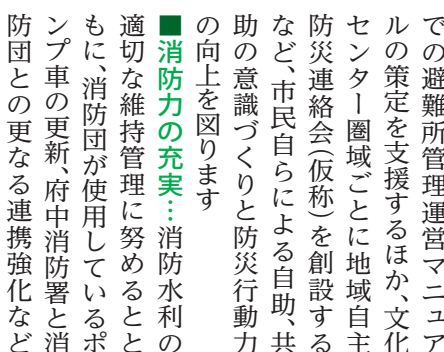 での避難所管理運営マニュア
ルの策定を支援するほか、文化
センター圏域ごとに地域自主
防災連絡会(仮称)を創設する
など、市民自らによる自助、共
助の意識づくりと防災行動力
の向上を図ります
■消防力の充実…消防水利の
適切な維持管理に努めるとと
もに、消防団が使用しているポ
ンプ車の更新、府中消防署と消
防団との更なる連携強化など